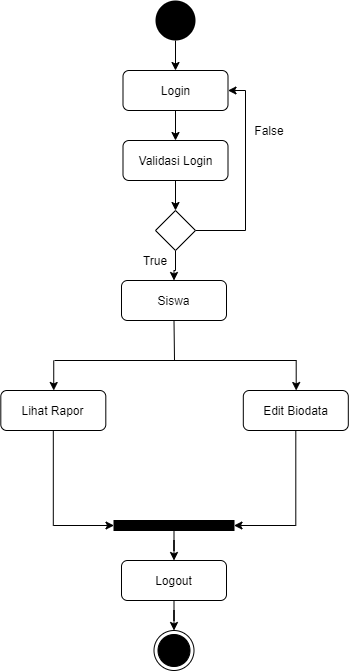 Login
False
Validasi Login
True
Siswa
Lihat Rapor
Edit Biodata
Logout